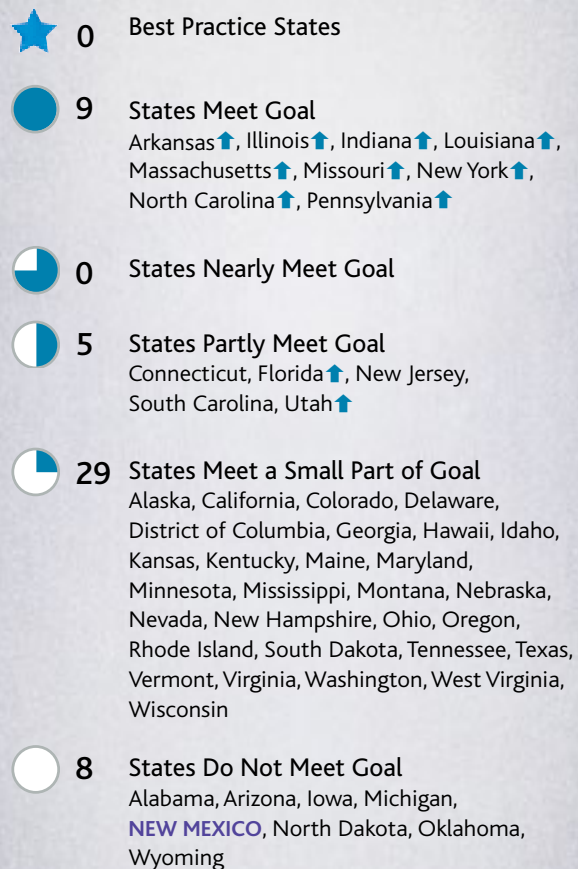 0 Best Practice States
9 States Meet Goal
Arkansas⬆, Illinois⬆, Indiana⬆, Louisiana⬆,
Massachusetts⬆, Missouri⬆, New York⬆,
North Carolina⬆, Pennsylvania⬆
0 States Nearly Meet Goal
5 States Partly Meet Goal
Connecticut, Florida⬆, New Jersey,
South Carolina, Utah⬆
29 States Meet a Small Part of Goal
Alaska, California, Colorado, Delaware,
District of Columbia, Georgia, Hawaii, Idaho,
Kansas, Kentucky, Maine, Maryland,
Minnesota, Mississippi, Montana, Nebraska,
Nevada, New Hampshire, Ohio, Oregon,
Rhode Island, South Dakota, Tennessee, Texas,
Vermont, Virginia, Washington, West Virginia,
Wisconsin
8 States Do Not Meet Goal
Alabama, Arizona, Iowa, Michigan,
NEW MEXICO, North Dakota, Oklahoma,
Wyoming